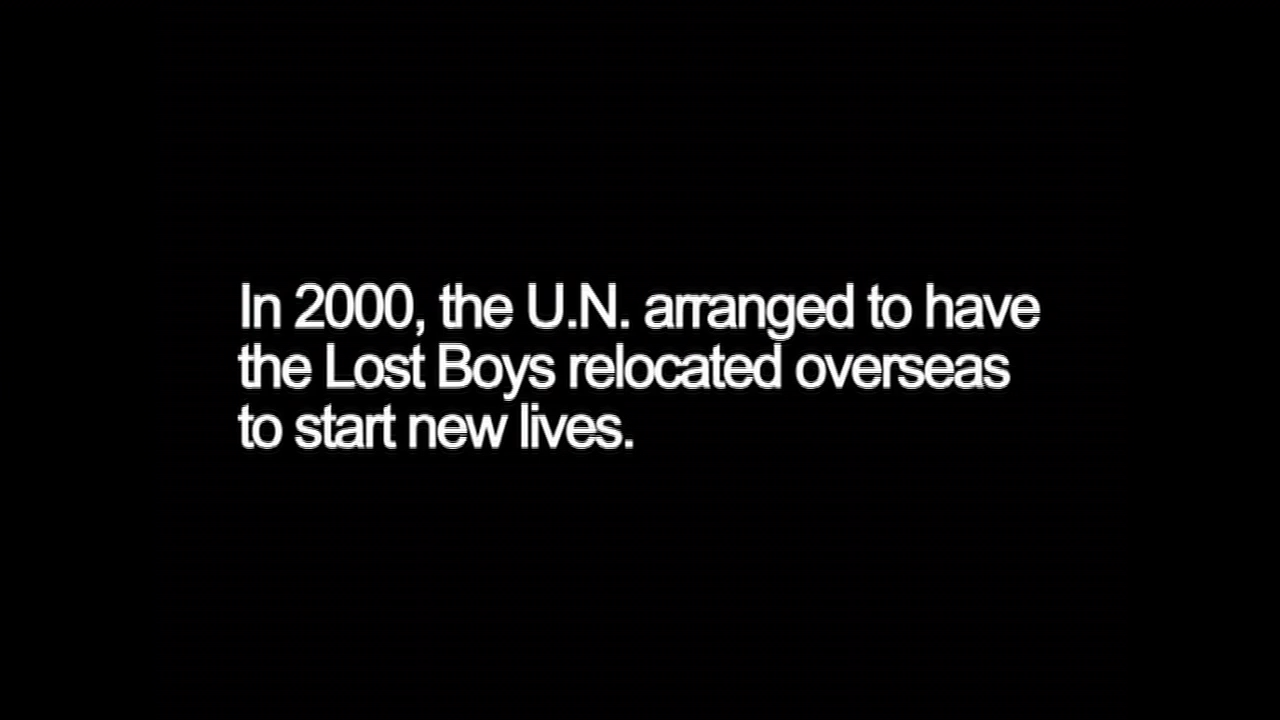 In 2000, the U.N. arranged to have
the Lost Boys relocated overseas
to start new lives.